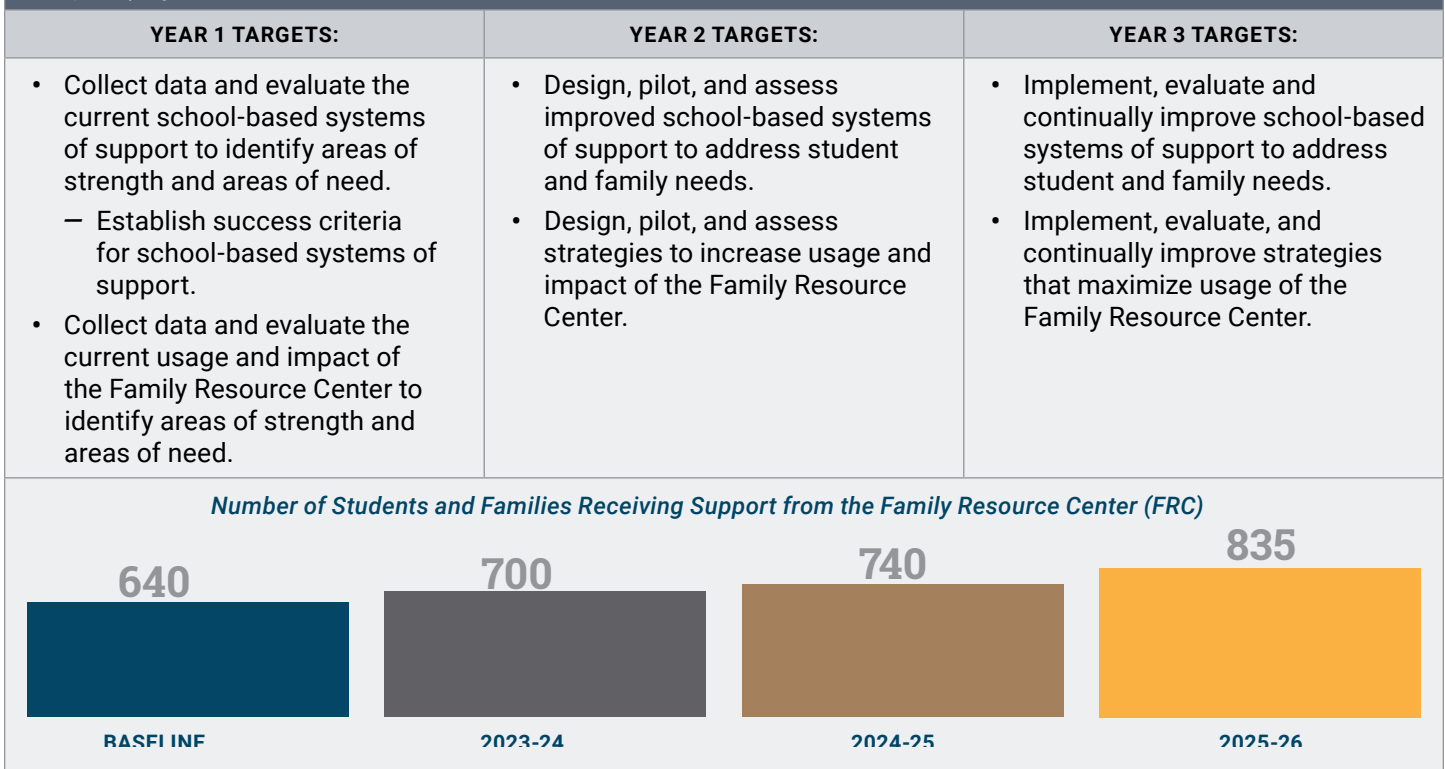 YEAR 1 TARGETS:
YEAR 2 TARGETS:
YEAR 3 TARGETS:
• Collect data and evaluate the
current school-based systems
of support to identify areas of
strength and areas of need.
— Establish success criteria
for school-based systems of
support.
• Collect data and evaluate the
current usage and impact of
the Family Resource Center to
identify areas of strength and
areas of need.
• Design, pilot, and assess
improved school-based systems
of support to address student
and family needs.
• Design, pilot, and assess
strategies to increase usage and
impact of the Family Resource
Center.
• Implement, evaluate and
continually improve school-based
systems of support to address
student and family needs.
• Implement, evaluate, and
continually improve strategies
that maximize usage of the
Family Resource Center.
Number of Students and Families Receiving Support from the Family Resource Center (FRC)
640
700
740
835
BASELINE
2023-24
2024-25
2025-26